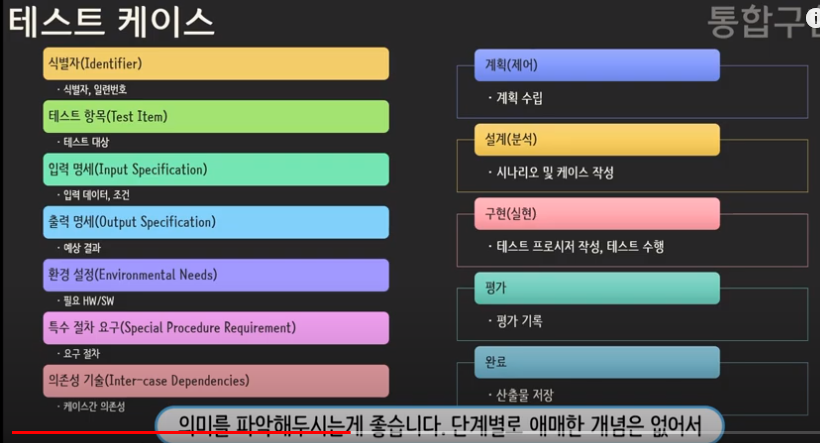 테스트 케이스
통합구
식별자(Identifier)
· 식별자, 일련번호
테스트 항목(Test Item)
· 테스트 대상
입력 명세(Input Specification)
· 입력 데이터, 조건
출력 명세(Output Specification)
· 예상 결과
환경 설정(Environmental Needs)
· 필요 HW/SW
특수 절차 요구(Special Procedure Requirement)
· 요구 절차
의존성 기술(Inter-case Dependencies)
· 케이스간 의존성
계획(제어)
· 계획 수립
설계(분석)
· 시나리오 및 케이스 작성
구현(실현)
· 테스트 프로시저 작성, 테스트 수행
평가
· 평가 기록
완료
· 산출물 저장
의미를 파악해두시는게 좋습니다. 단계별로 애매한 개념은 없어서